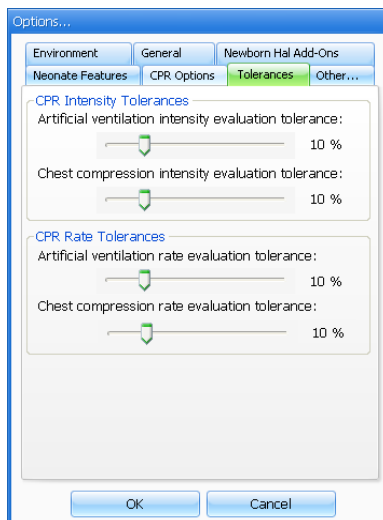 Options...
Environment General Newborn Hal Add-Ons
Neonate Features CPR Options Tolerances Other...
CPR Intensity Tolerances
Artificial ventilation intensity evaluation tolerance:
10 %
Chest compression intensity evaluation tolerance:
10 %
CPR Rate Tolerances
Artificial ventilation rate evaluation tolerance:
10 %
Chest compression rate evaluation tolerance:
10 %
OK Cancel